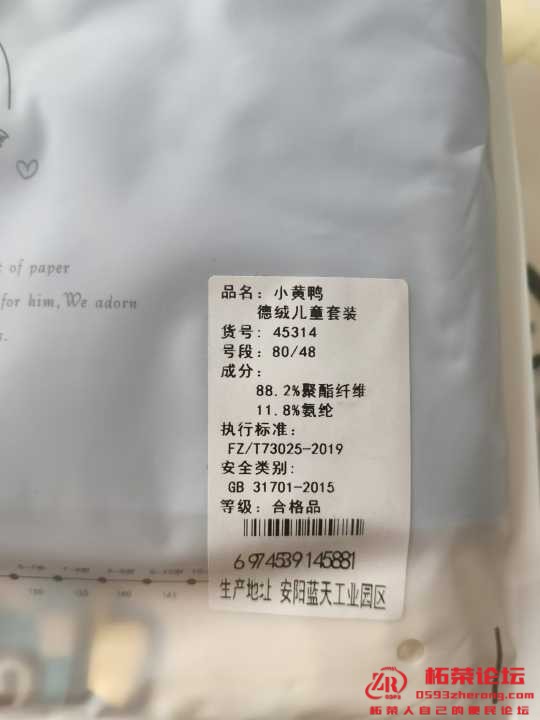 t of paper
for him,We adorn
s.
品名：小黄鸭
德绒儿童套装
货号：45314
号段：80/48
成分：
88.2%聚酯纤维
11.8%氨纶
执行标准：
FZ/T73025-2019
安全类别：
GB 31701-2015
等级：合格品
6974539145881
生产地址 安阳蓝天工业园区
柘荣论坛
0593zherong.com
柘荣人自己的便民论坛